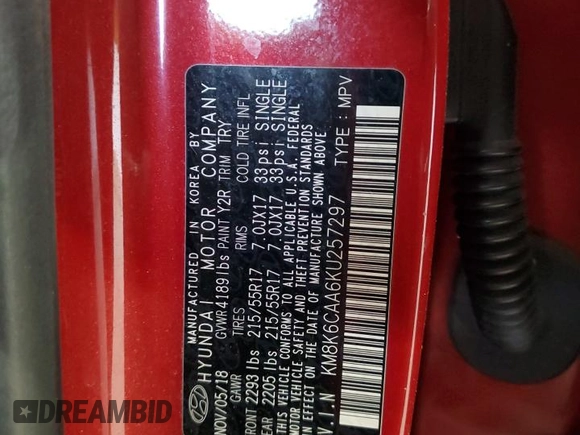 MANUFACTURED IN KOREA BY
HYUNDAI MOTOR COMPANY
NOV/05/18 GVWR 4189 lbs PAINT Y2R TRIM TRY
GAWR TIRES RIMS COLD TIRE INFL
FRONT 2293 lbs 215/55R17 7.0JX17 33psi SINGLE
REAR 2205 lbs 215/55R17 7.0JX17 33psi SINGLE
THIS VEHICLE CONFORMS TO ALL APPLICABLE U.S.A. FEDERAL
MOTOR VEHICLE SAFETY AND THEFT PREVENTION STANDARDS
IN EFFECT ON THE DATE OF MANUFACTURE SHOWN ABOVE
V.I.N KM8K6CAA6KU257297 TYPE : MPV
DREAMBID
DON'T DREAM. BID